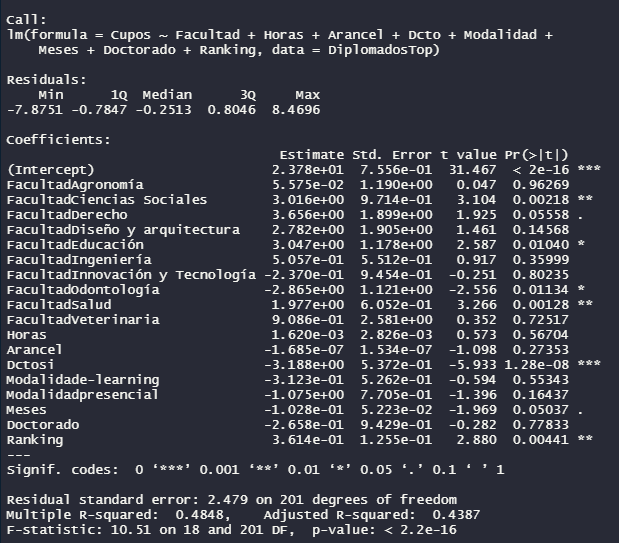 Call:
lm(formula = Cupos ~ Facultad + Horas + Arancel + Dcto + Modalidad +
    Meses + Doctorado + Ranking, data = DiplomadosTop)
Residuals:
    Min      1Q  Median      3Q     Max
-7.8751 -0.7847 -0.2513  0.8046  8.4696
Coefficients:
                                   Estimate Std. Error t value Pr(>|t|)
(Intercept)                       2.378e+01  7.556e-01  31.467  < 2e-16 ***
FacultadAgronomía                 5.575e-02  1.190e+00   0.047  0.96269
FacultadCiencias Sociales         3.016e+00  9.714e-01   3.104  0.00218 **
FacultadDerecho                   3.656e+00  1.899e+00   1.925  0.05558 .
FacultadDiseño y arquitectura     2.782e+00  1.905e+00   1.461  0.14568
FacultadEducación                 3.047e+00  1.178e+00   2.587  0.01040 *
FacultadIngeniería                5.057e-01  5.512e-01   0.917  0.35999
FacultadInnovación y Tecnología  -2.370e-01  9.454e-01  -0.251  0.80235
FacultadOdontología              -2.865e+00  1.121e+00  -2.556  0.01134 *
FacultadSalud                     1.977e+00  6.052e-01   3.266  0.00128 **
FacultadVeterinaria               9.086e-01  2.581e+00   0.352  0.72517
Horas                             1.620e-03  2.826e-03   0.573  0.56704
Arancel                          -1.685e-07  1.534e-07  -1.098  0.27353
Dctosi                           -3.188e+00  5.372e-01  -5.933 1.28e-08 ***
Modalidade-learning              -3.123e-01  5.262e-01  -0.594  0.55343
Modalidadpresencial              -1.075e+00  7.705e-01  -1.396  0.16437
Meses                            -1.028e-01  5.223e-02  -1.969  0.05037 .
Doctorado                        -2.658e-01  9.429e-01  -0.282  0.77833
Ranking                           3.614e-01  1.255e-01   2.880  0.00441 **
---
Signif. codes:  0 ‘***’ 0.001 ‘**’ 0.01 ‘*’ 0.05 ‘.’ 0.1 ‘ ’ 1
Residual standard error: 2.479 on 201 degrees of freedom
Multiple R-squared:  0.4848,    Adjusted R-squared:  0.4387
F-statistic: 10.51 on 18 and 201 DF,  p-value: < 2.2e-16